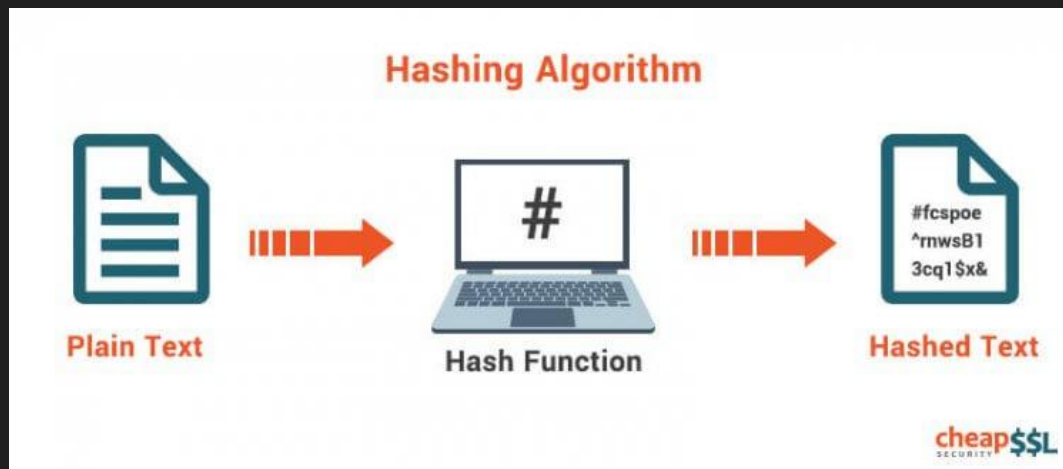 Hashing Algorithm
#
#fcspoe
^rnwsB1
3cq1$x&
Plain Text
Hash Function
Hashed Text
cheap$$L
SECURITY